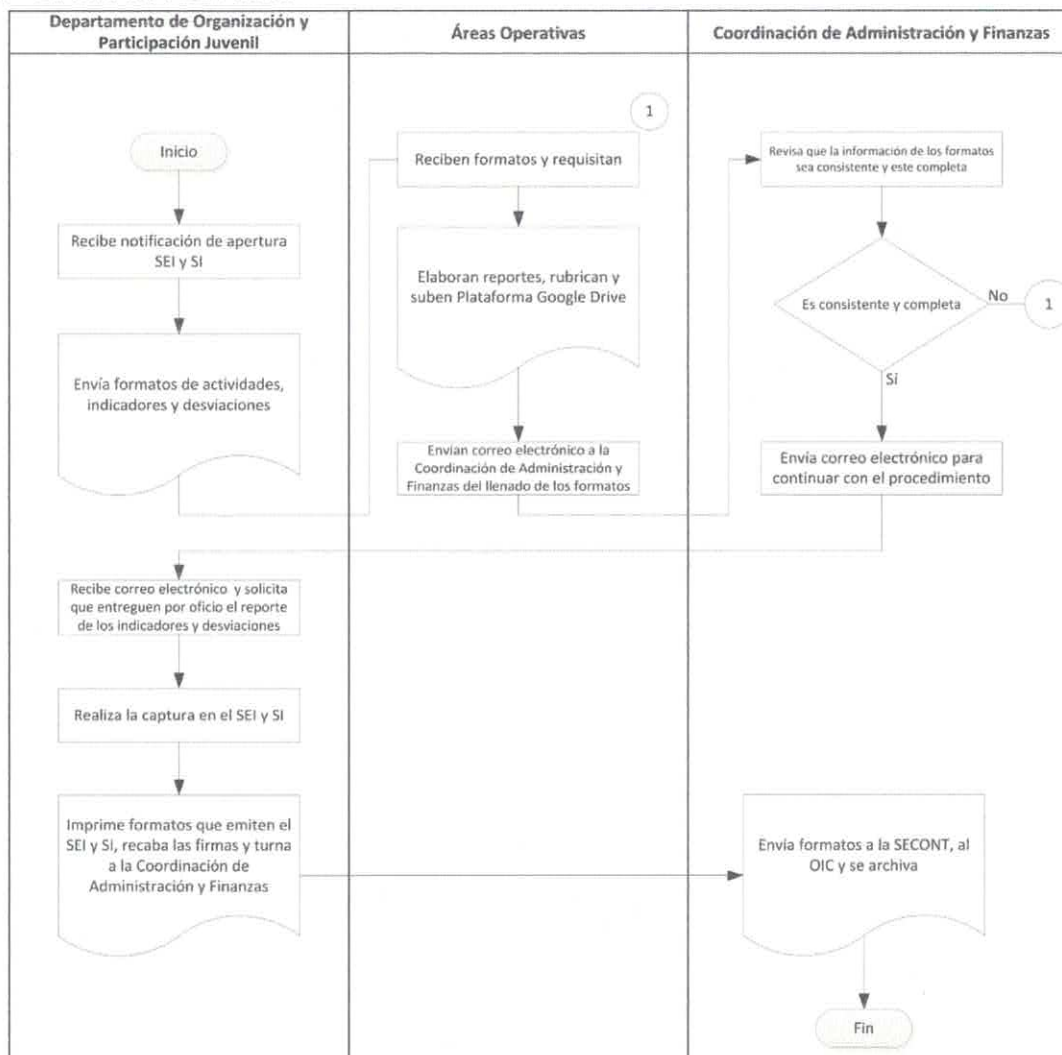 Departamento de Organización y
Participación Juvenil
Áreas Operativas
Coordinación de Administración y Finanzas
Inicio
Recibe notificación de apertura
SEI y SI
Envía formatos de actividades,
indicadores y desviaciones
1
Reciben formatos y requisitan
Elaboran reportes, rubrican y
suben Plataforma Google Drive
Envían correo electrónico a la
Coordinación de Administración y
Finanzas del llenado de los formatos
Revisa que la información de los formatos
sea consistente y este completa
Es consistente y completa
No
1
Sí
Envía correo electrónico para
continuar con el procedimiento
Recibe correo electrónico y solicita
que entreguen por oficio el reporte
de los indicadores y desviaciones
Realiza la captura en el SEI y SI
Imprime formatos que emiten el
SEI y SI, recaba las firmas y turna
a la Coordinación de
Administración y Finanzas
Envía formatos a la SECONT, al
OIC y se archiva
Fin